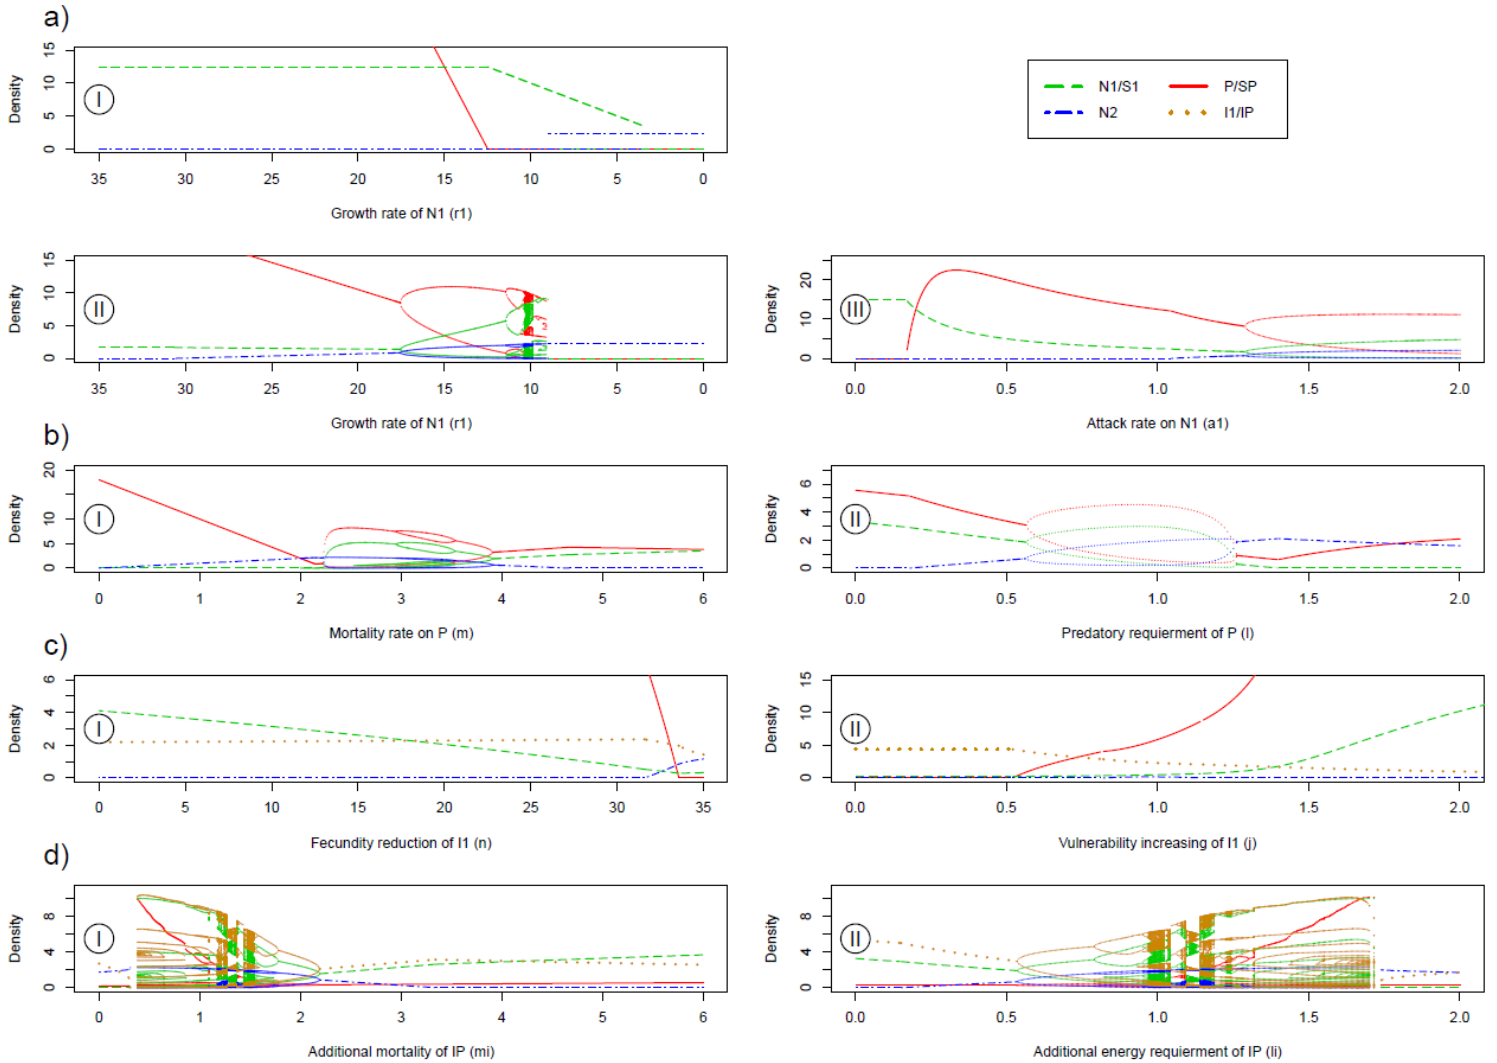 a)
15
10
5
0
Density
I
35 30 25 20 15 10 5 0
Growth rate of N1 (r1)
N1/S1 P/SP
N2 I1/IP
15
10
5
0
Density
II
35 30 25 20 15 10 5 0
Growth rate of N1 (r1)
20
10
0
Density
III
0.0 0.5 1.0 1.5 2.0
Attack rate on N1 (a1)
b)
20
10
5
0
Density
I
0 1 2 3 4 5 6
Mortality rate on P (m)
6
4
2
0
Density
II
0.0 0.5 1.0 1.5 2.0
Predatory requierment of P (l)
c)
6
4
2
0
Density
I
0 5 10 15 20 25 30 35
Fecundity reduction of I1 (n)
15
10
5
0
Density
II
0.0 0.5 1.0 1.5 2.0
Vulnerability increasing of I1 (j)
d)
8
4
0
Density
I
0 1 2 3 4 5 6
Additional mortality of IP (mi)
8
4
0
Density
II
0.0 0.5 1.0 1.5 2.0
Additional energy requierment of IP (li)